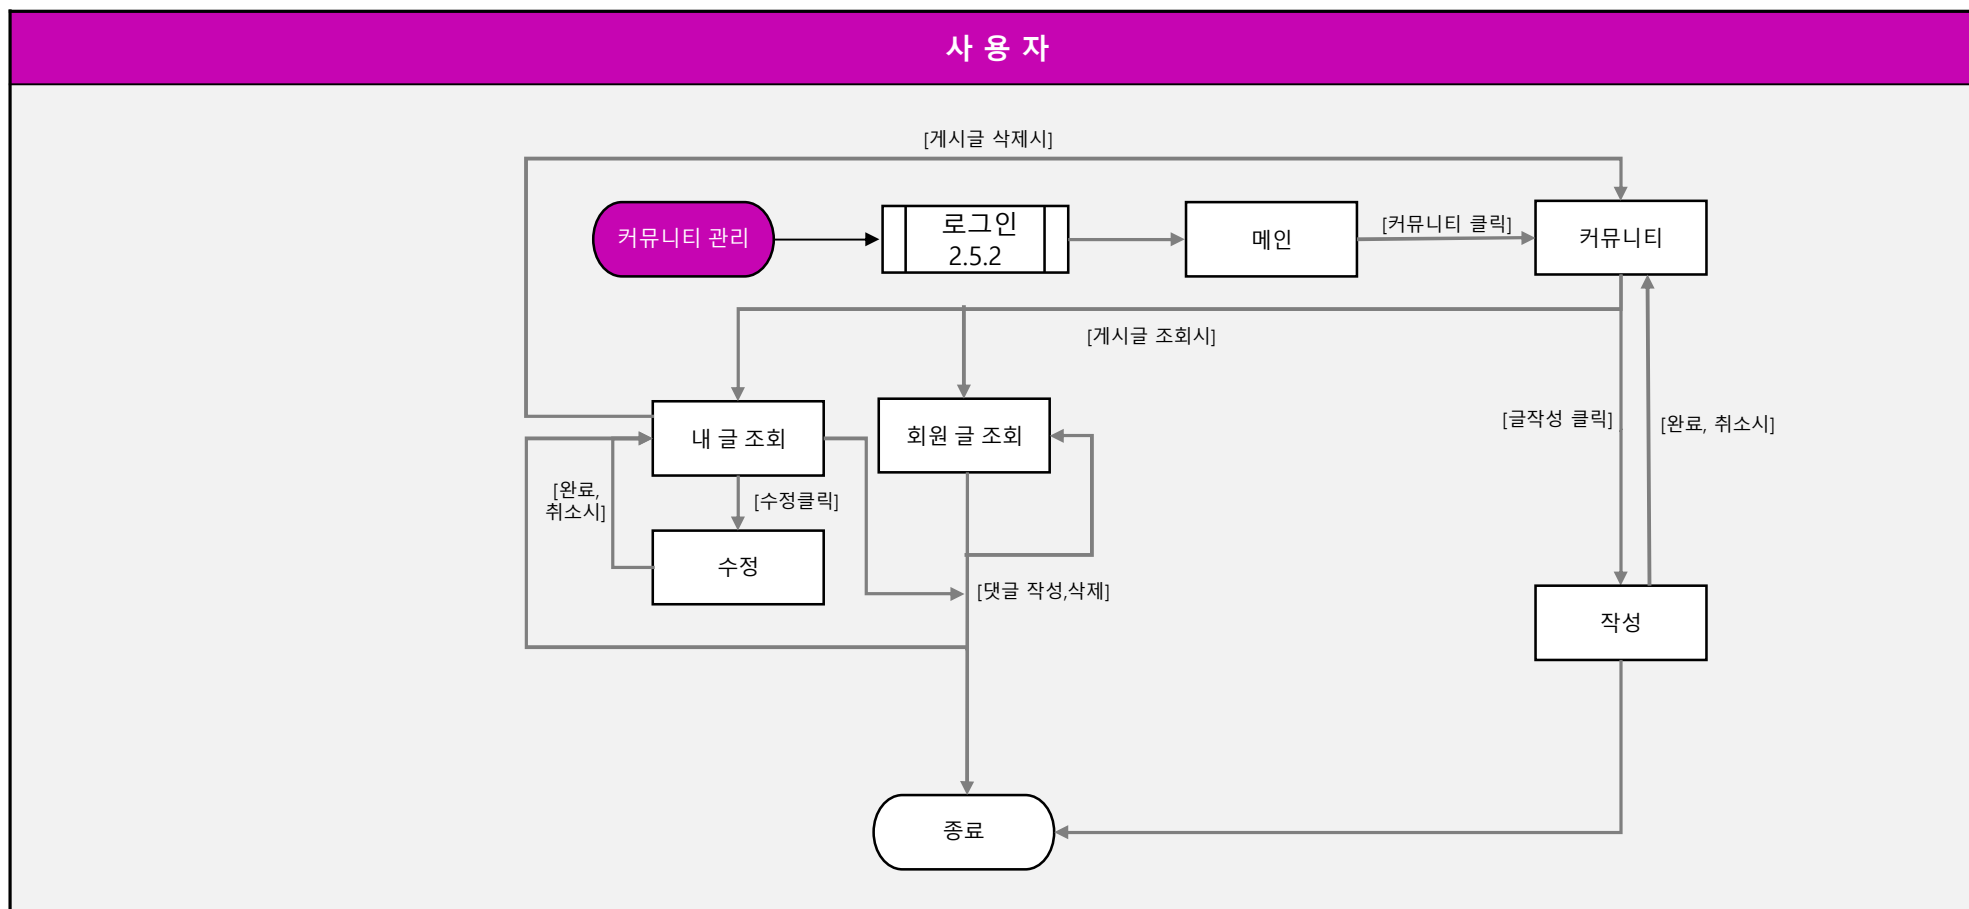 사 용 자
[게시글 삭제시]
커뮤니티 관리
로그인
2.5.2
메인
[커뮤니티 클릭]
커뮤니티
[게시글 조회시]
내 글 조회
회원 글 조회
[글작성 클릭]
[완료, 취소시]
[완료,
취소시]
[수정클릭]
수정
[댓글 작성,삭제]
작성
종료